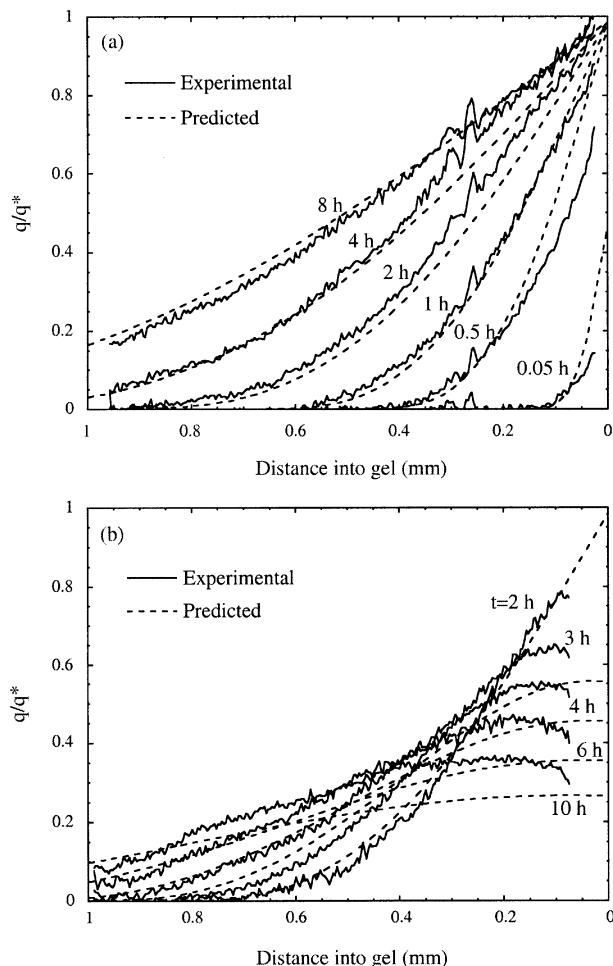 1
(a)
Experimental
0.8
Predicted
0.6
q/q*
8 h
0.4
4 h
2 h
1 h
0.2
0.5 h
0.05 h
0
1 0.8 0.6 0.4 0.2 0
Distance into gel (mm)
1
(b)
Experimental
0.8
t=2 h
Predicted
3 h
0.6
q/q*
4 h
0.4
6 h
0.2
10 h
0
1 0.8 0.6 0.4 0.2 0
Distance into gel (mm)